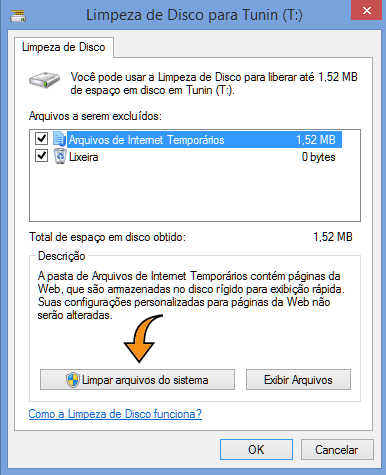 Limpeza de Disco para Tunin (T:)
Limpeza de Disco
Você pode usar a Limpeza de Disco para liberar até 1,52 MB
de espaço em disco em Tunin (T:).
Arquivos a serem excluídos:
Arquivos de Internet Temporários 1,52 MB
Lixeira 0 bytes
Total de espaço em disco obtido: 1,52 MB
Descrição
A pasta de Arquivos de Internet Temporários contém páginas da
Web, que são armazenadas no disco rígido para exibição rápida.
Suas configurações personalizadas para páginas da Web não
serão alteradas.
Limpar arquivos do sistema Exibir Arquivos
Como a Limpeza de Disco funciona?
OK Cancelar